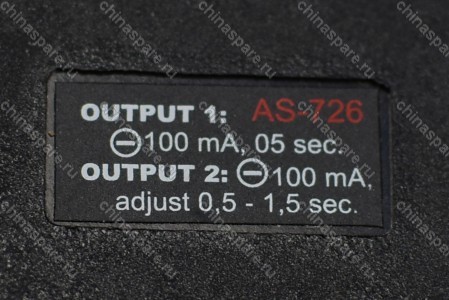 OUTPUT 1: AS-726
⊖100 mA, 05 sec.
OUTPUT 2: ⊖100 mA,
adjust 0,5 - 1,5 sec.
chinaspare.ru